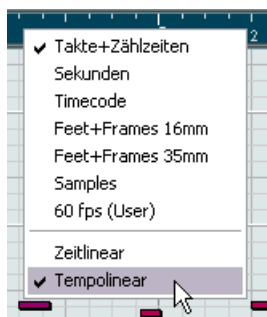 2
Takte+Zählzeiten
Sekunden
Timecode
Feet+Frames 16mm
Feet+Frames 35mm
Samples
60 fps (User)
Zeitlinear
Tempolinear